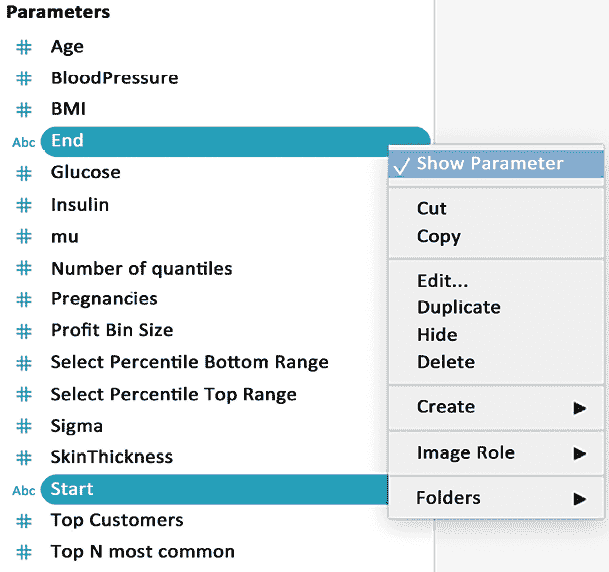 Parameters
# Age
# BloodPressure
# BMI
Abc End
# Glucose
# Insulin
# mu
# Number of quantiles
# Pregnancies
# Profit Bin Size
# Select Percentile Bottom Range
# Select Percentile Top Range
# Sigma
# SkinThickness
Abc Start
# Top Customers
# Top N most common
✓ Show Parameter
Cut
Copy
Edit...
Duplicate
Hide
Delete
Create ▶
Image Role ▶
Folders ▶